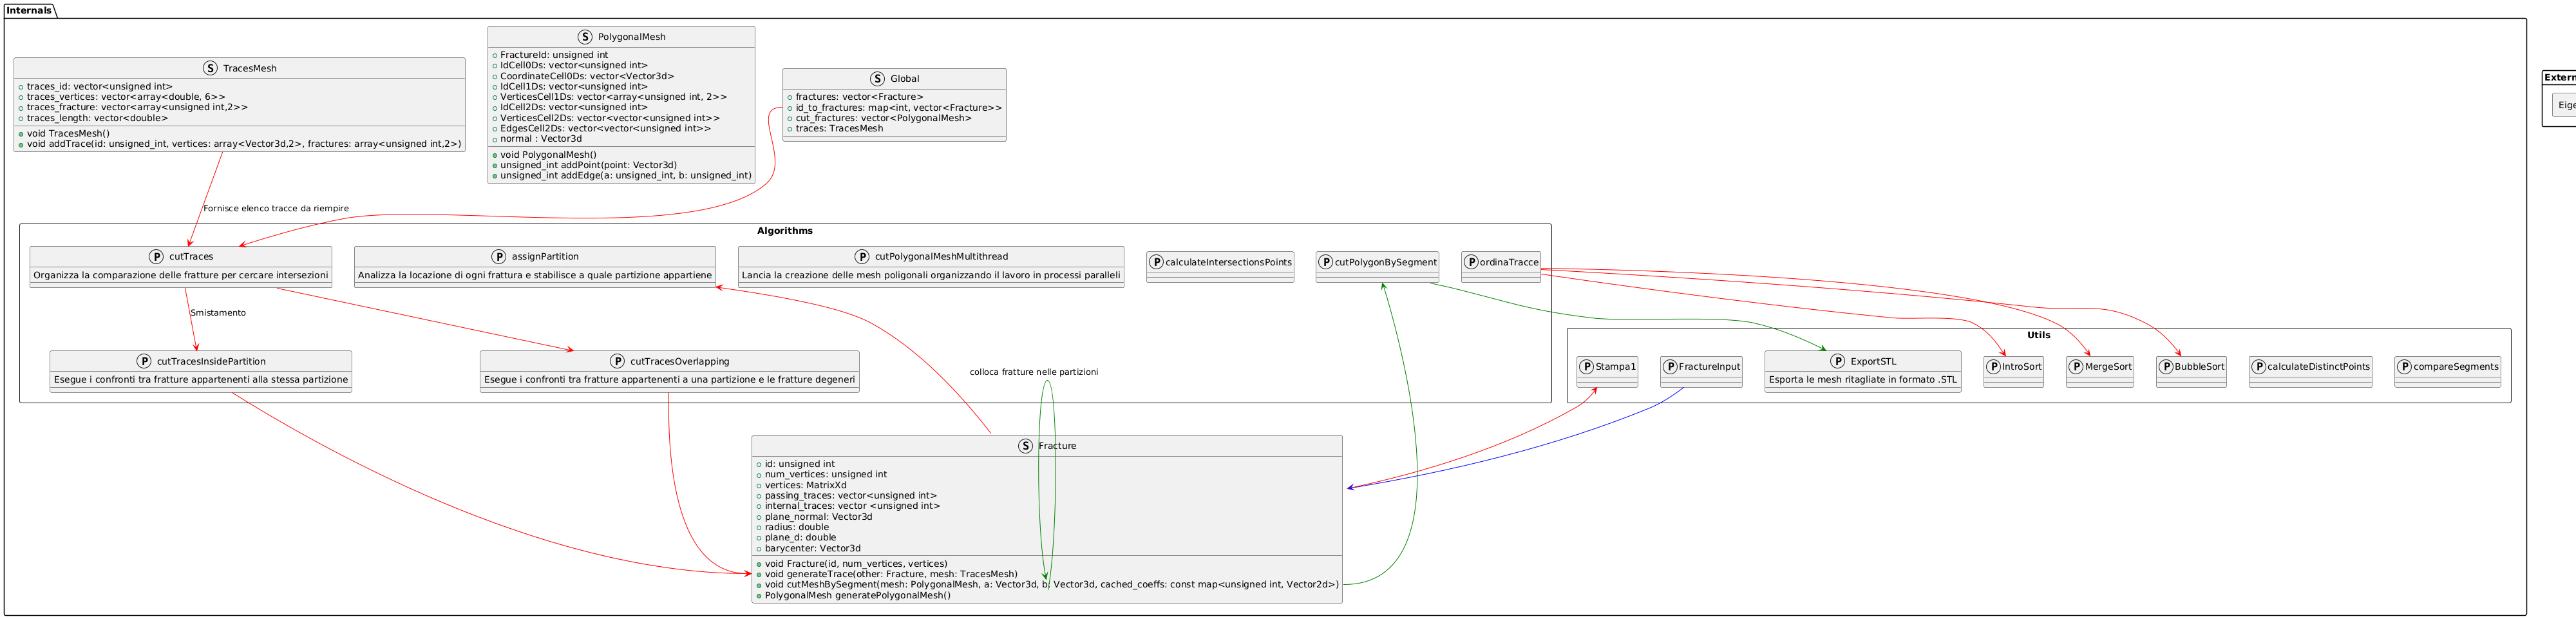 Internals
S PolygonalMesh
FractureId: unsigned int
IdCell0Ds: vector<unsigned int>
CoordinateCell0Ds: vector<Vector3d>
IdCell1Ds: vector<unsigned int>
VerticesCell1Ds: vector<array<unsigned int, 2>>
IdCell2Ds: vector<unsigned int>
VerticesCell2Ds: vector<vector<unsigned int>>
EdgesCell2Ds: vector<vector<unsigned int>>
normal : Vector3d
void PolygonalMesh()
unsigned_int addPoint(point: Vector3d)
unsigned_int addEdge(a: unsigned_int, b: unsigned_int)
S TracesMesh
traces_id: vector<unsigned int>
traces_vertices: vector<array<double, 6>>
traces_fracture: vector<array<unsigned int,2>>
traces_length: vector<double>
void TracesMesh()
void addTrace(id: unsigned_int, vertices: array<Vector3d,2>, fractures: array<unsigned int,2>)
S Global
fractures: vector<Fracture>
id_to_fractures: map<int, vector<Fracture>>
cut_fractures: vector<PolygonalMesh>
traces: TracesMesh
Extern
Eige
Fornisce elenco tracce da riempire
Algorithms
P cutTraces
Organizza la comparazione delle fratture per cercare intersezioni
P assignPartition
Analizza la locazione di ogni frattura e stabilisce a quale partizione appartiene
P cutPolygonalMeshMultithread
Lancia la creazione delle mesh poligonali organizzando il lavoro in processi paralleli
P calculateIntersectionsPoints
P cutPolygonBySegment
P ordinaTracce
Smistamento
P cutTracesInsidePartition
Esegue i confronti tra fratture appartenenti alla stessa partizione
P cutTracesOverlapping
Esegue i confronti tra fratture appartenenti a una partizione e le fratture degeneri
colloca fratture nelle partizioni
Utils
P Stampa1
P FractureInput
P ExportSTL
Esporta le mesh ritagliate in formato .STL
P IntroSort
P MergeSort
P BubbleSort
P calculateDistinctPoints
P compareSegments
S Fracture
id: unsigned int
num_vertices: unsigned int
vertices: MatrixXd
passing_traces: vector <unsigned int>
internal_traces: vector <unsigned int>
plane_normal: Vector3d
radius: double
plane_d: double
barycenter: Vector3d
void Fracture(id, num_vertices, vertices)
void generateTrace(other: Fracture, mesh: TracesMesh)
void cutMeshBySegment(mesh: PolygonalMesh, a: Vector3d, b: Vector3d, cached_coeffs: const map<unsigned int, Vector2d>)
PolygonalMesh generatePolygonalMesh()